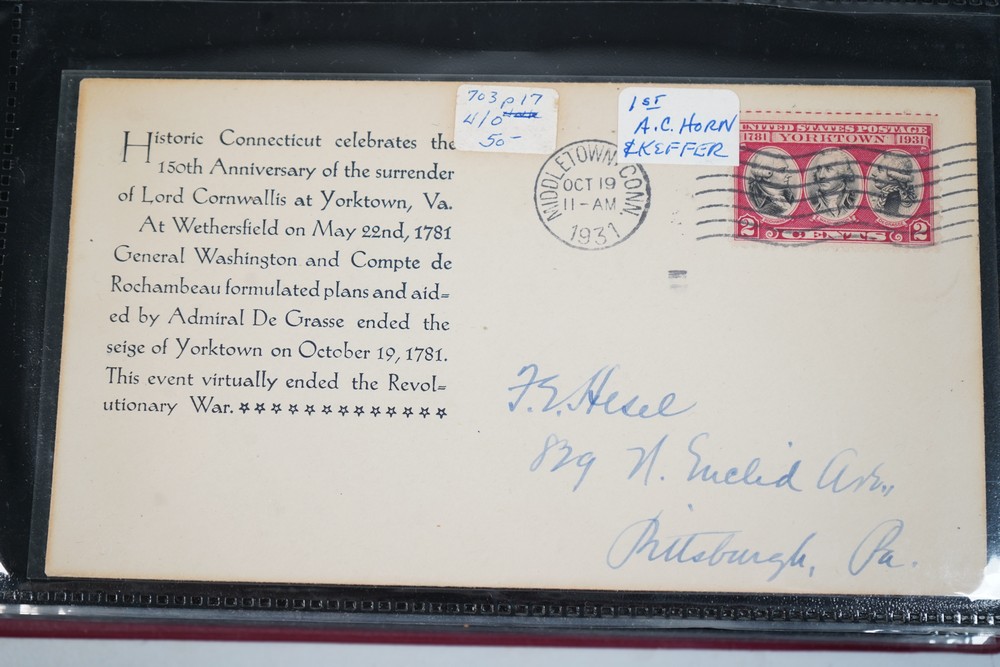 Historic Connecticut celebrates the
150th Anniversary of the surrender
of Lord Cornwallis at Yorktown, Va.
At Wethersfield on May 22nd, 1781
General Washington and Compte de
Rochambeau formulated plans and aid=
ed by Admiral De Grasse ended the
seige of Yorktown on October 19, 1781.
This event virtually ended the Revol=
utionary War. ☆☆☆☆☆☆☆☆☆☆☆☆☆
703 p 17
4/0
50-
1ST
A.C. HORN
& KEFFER
MIDDLETOWN, CONN.
OCT 19
11-AM
1931
UNITED STATES POSTAGE
1781 YORKTOWN 1931
2 CENTS 2
F. E. Hesel
829 N. Euclid Ave.,
Pittsburgh, Pa.